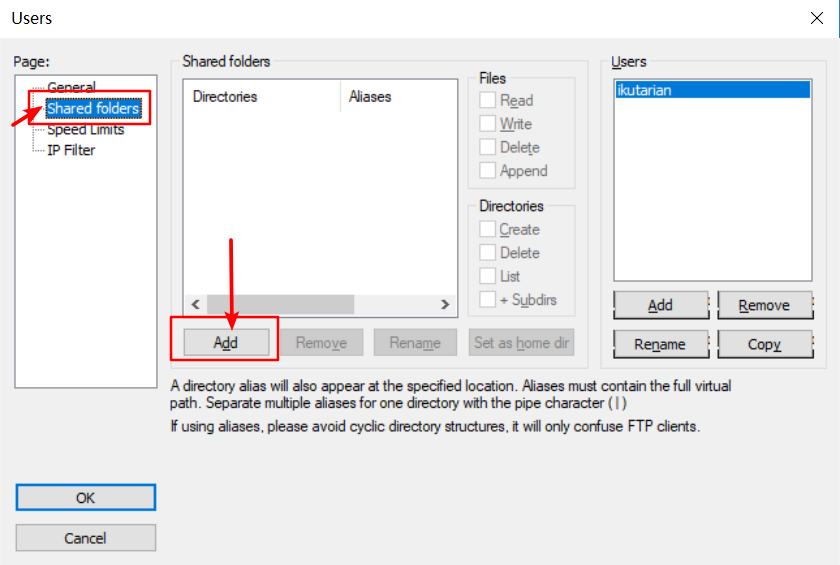 Users
Page:
General
Shared folders
Speed Limits
IP Filter
Shared folders
Directories
Aliases
Files
Read
Write
Delete
Append
Directories
Create
Delete
List
+ Subdirs
Add
Remove
Rename
Set as home dir
Users
ikutarian
Add
Remove
Rename
Copy
A directory alias will also appear at the specified location. Aliases must contain the full virtual
path. Separate multiple aliases for one directory with the pipe character (|)
If using aliases, please avoid cyclic directory structures, it will only confuse FTP clients.
OK
Cancel